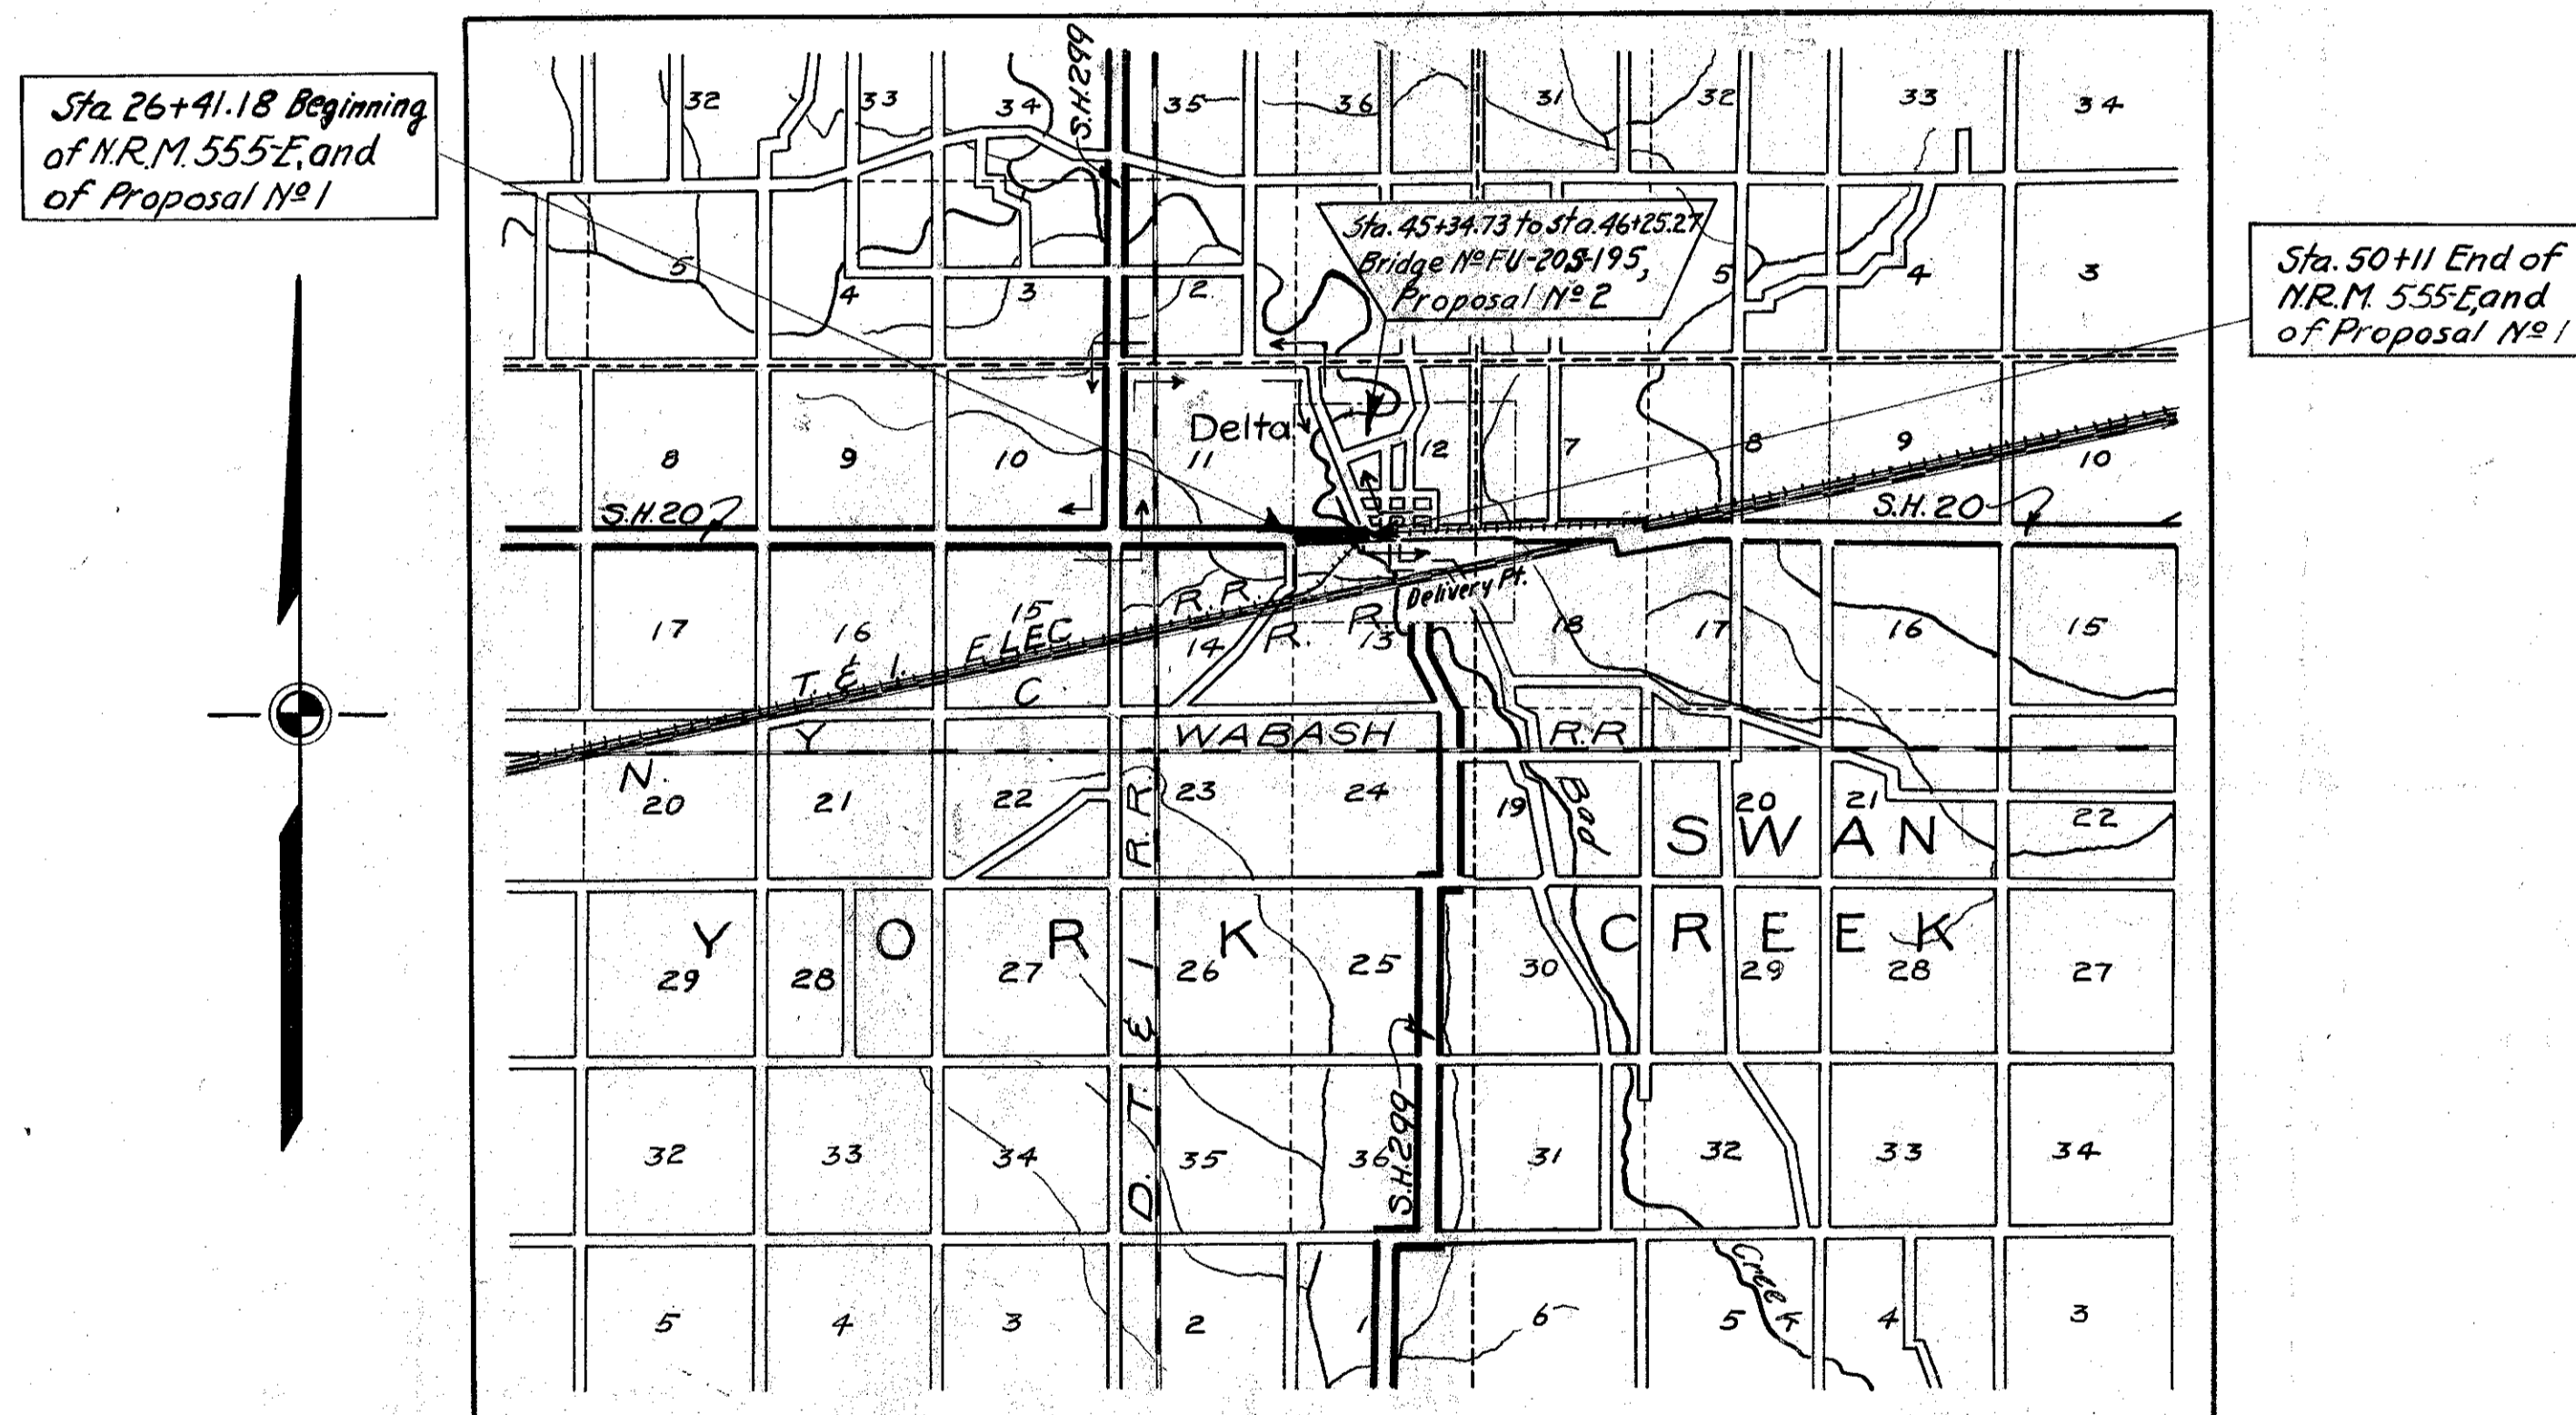 Sta 26+41.18 Beginning
of N.R.M. 555-E, and
of Proposal Nº 1
Sta. 45+34.73 to sta. 46+25.27
Bridge Nº FU-20S-195,
Proposal Nº 2
Sta. 50+11 End of
N.R.M. 555-E, and
of Proposal Nº 1
S.H.299
32 33 34 35 36 31 32 33 34
5 4 3 2 5 4 3
Delta
8 9 10 11 12 7 8 9 10
S.H.20
S.H.20
Delivery Pt.
17 16 15 14 13 18 17 16 15
T. & I. ELEC R.R.
N. Y. C R. R.
WABASH R.R
20 21 22 23 24 19 20 21 22
R.R.
Bad
SWAN
YORK
CREEK
29 28 27 26 25 30 29 28 27
D. T. & I
S.H.299
32 33 34 35 36 31 32 33 34
Creek
5 4 3 2 1 6 5 4 3